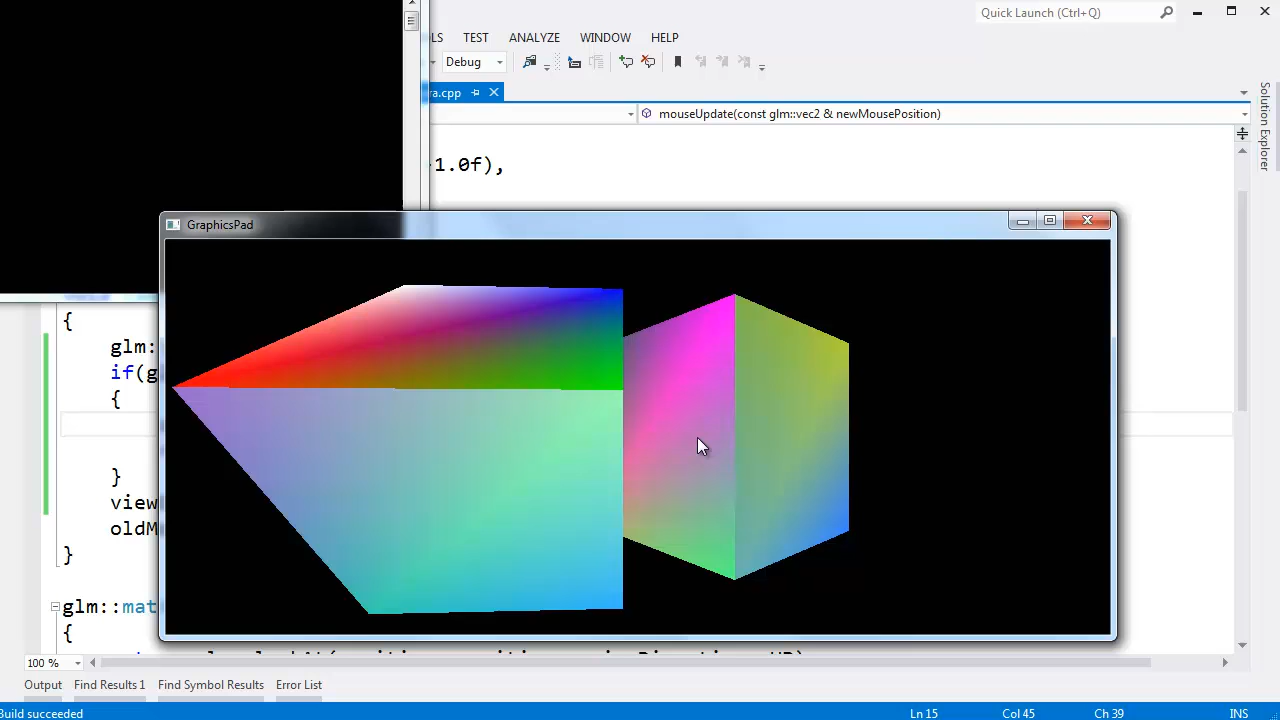 Quick Launch (Ctrl+Q)
TEST ANALYZE WINDOW HELP
Debug
ra.cpp
mouseUpdate(const glm::vec2 & newMousePosition)
Solution Explorer
1.0f),
GraphicsPad
{
glm:
if(g
{
}
view
oldM
}
glm::mat
{
100 %
Output Find Results 1 Find Symbol Results Error List
Build succeeded Ln 15 Col 45 Ch 39 INS